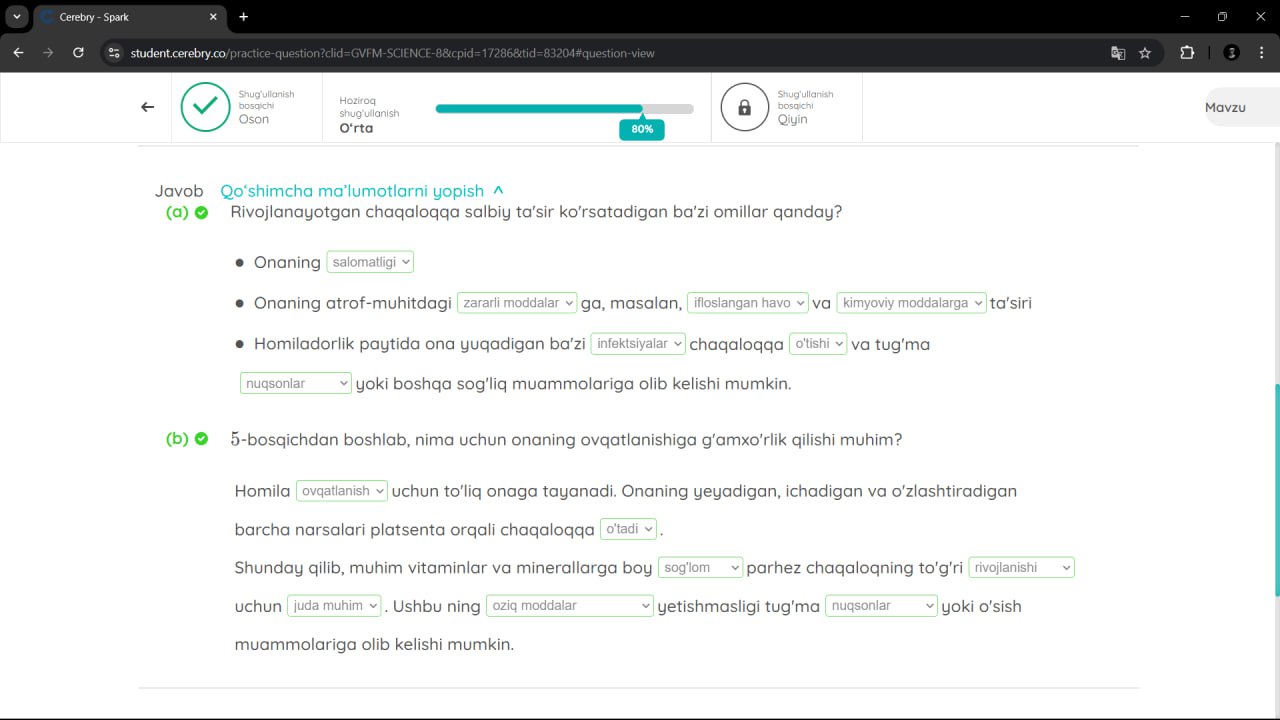 Cerebry - Spark
student.cerebry.co/practice-question?clid=GVFM-SCIENCE-8&cpid=17286&tid=83204#question-view
Shug'ullanish bosqichi
Oson
Hoziroq shug'ullanish
O'rta
80%
Shug'ullanish bosqichi
Qiyin
Mavzu
Javob Qo'shimcha ma'lumotlarni yopish ^
(a) Rivojlanayotgan chaqaloqqa salbiy ta'sir ko'rsatadigan ba'zi omillar qanday?
● Onaning salomatligi
● Onaning atrof-muhitdagi zararli moddalar ga, masalan, ifloslangan havo va kimyoviy moddalarga ta'siri
● Homiladorlik paytida ona yuqadigan ba'zi infektsiyalar chaqaloqqa o'tishi va tug'ma
nuqsonlar yoki boshqa sog'liq muammolariga olib kelishi mumkin.
(b) 5-bosqichdan boshlab, nima uchun onaning ovqatlanishiga g'amxo'rlik qilishi muhim?
Homila ovqatlanish uchun to'liq onaga tayanadi. Onaning yeyadigan, ichadigan va o'zlashtiradigan
barcha narsalari platsenta orqali chaqaloqqa o'tadi .
Shunday qilib, muhim vitaminlar va minerallarga boy sog'lom parhez chaqaloqning to'g'ri rivojlanishi
uchun juda muhim . Ushbu ning oziq moddalar yetishmasligi tug'ma nuqsonlar yoki o'sish
muammolariga olib kelishi mumkin.